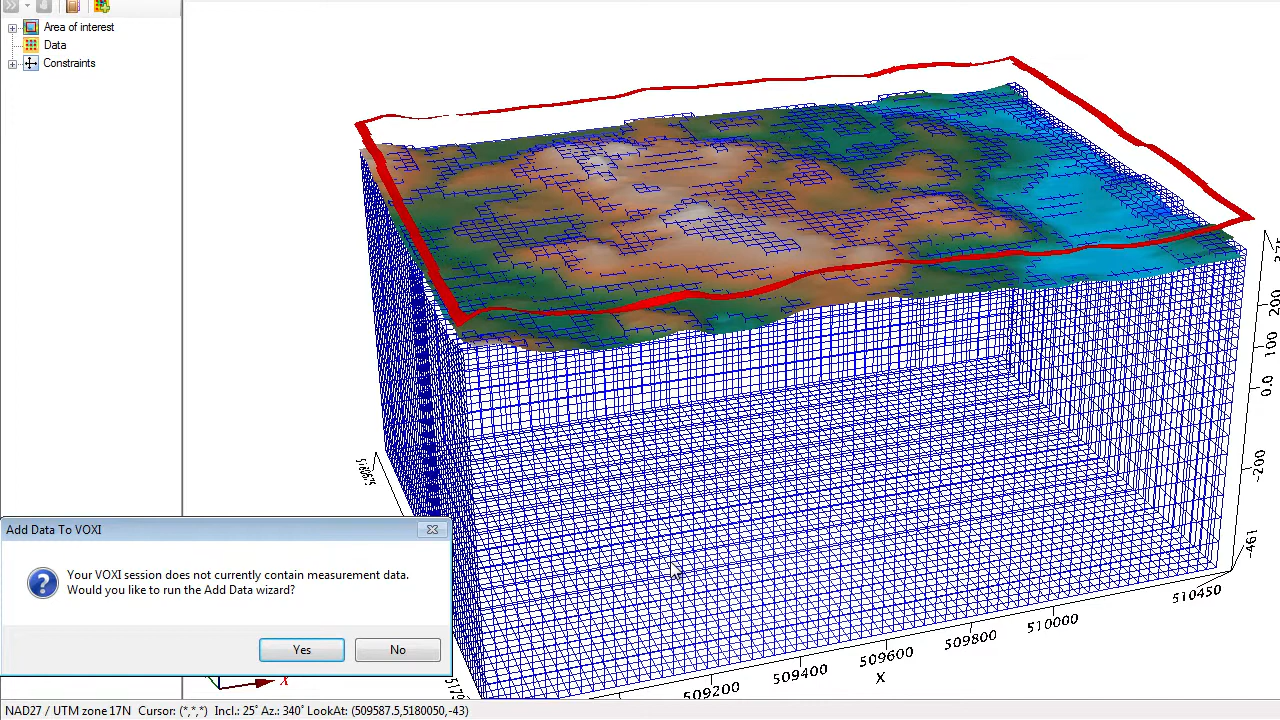 Area of interest
Data
Constraints
200
100
0.0
-200
-461
510450
510000
509800
509600
509400
509200
X
Add Data To VOXI
Your VOXI session does not currently contain measurement data.
Would you like to run the Add Data wizard?
Yes
No
X
NAD27 / UTM zone 17N Cursor: (*,*,*) Incl.: 25° Az.: 340° LookAt: (509587.5,5180050,-43)